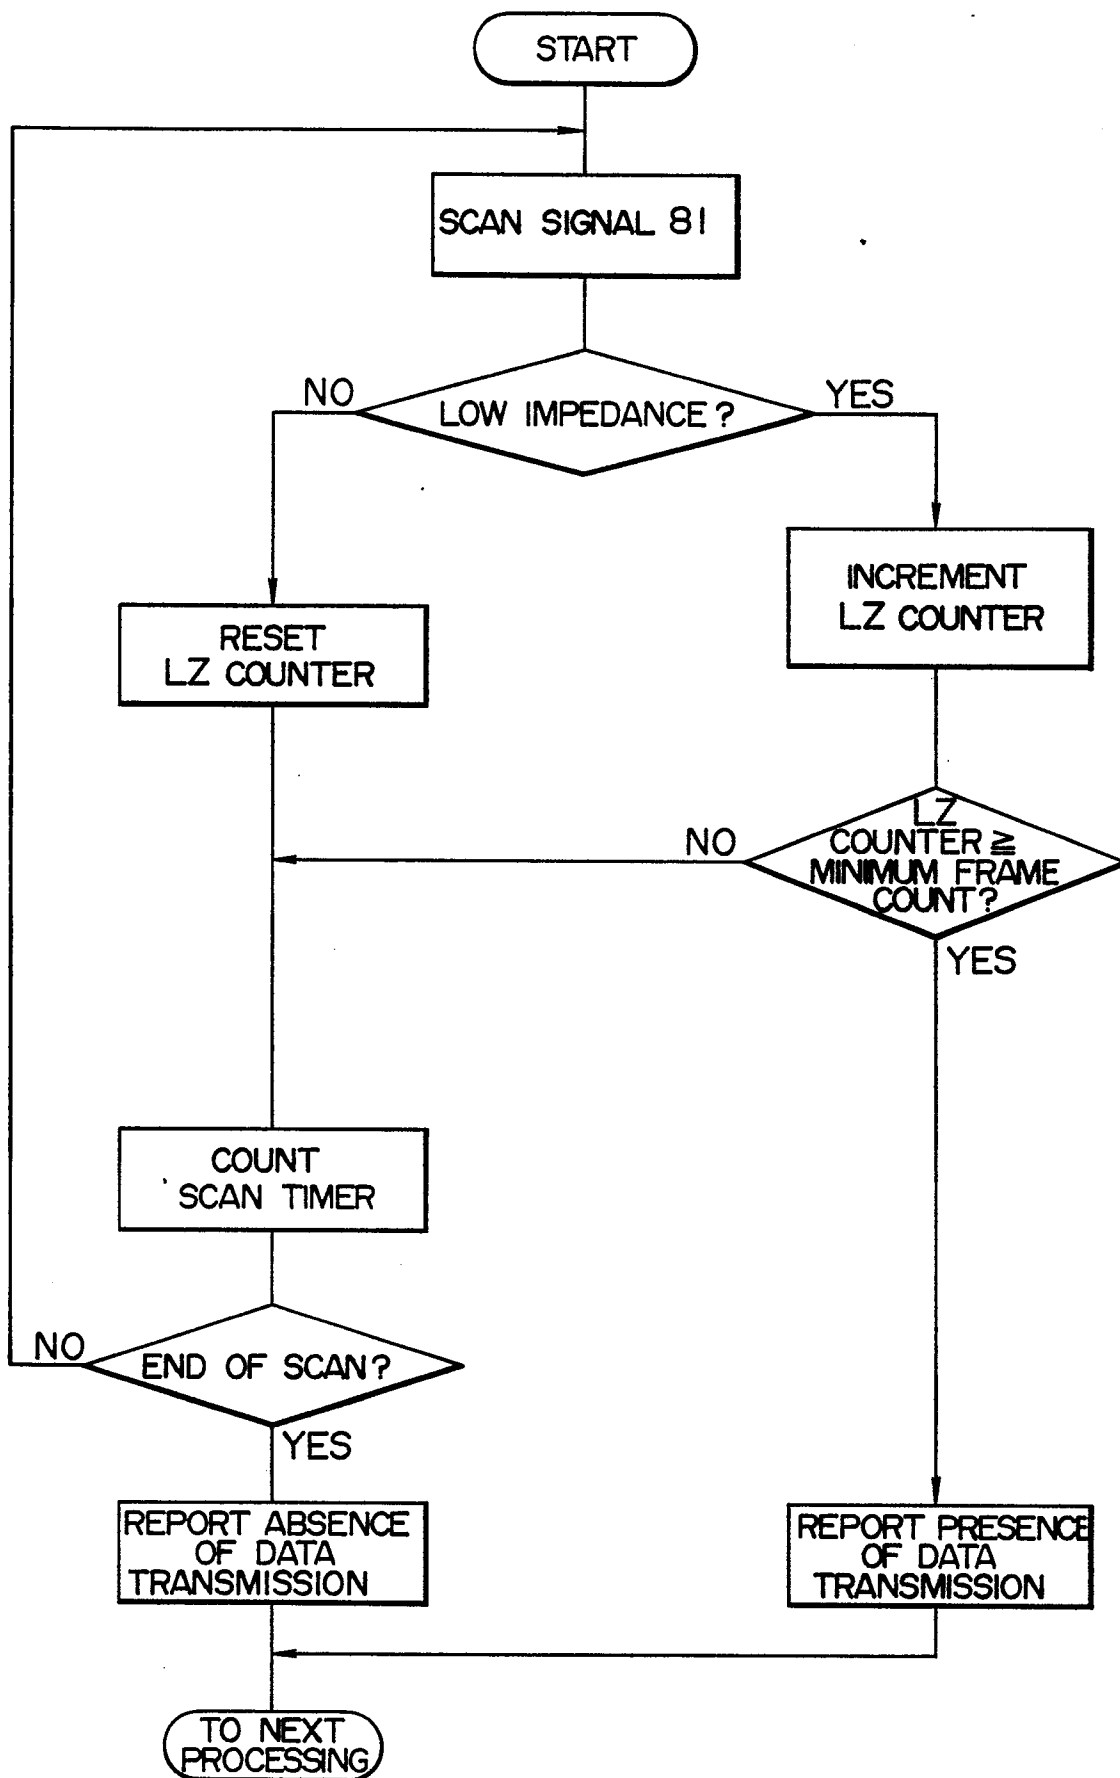 START
SCAN SIGNAL 81
NO
YES
LOW IMPEDANCE?
INCREMENT
LZ COUNTER
RESET
LZ COUNTER
LZ
COUNTER ≧
MINIMUM FRAME
COUNT?
NO
YES
COUNT
SCAN TIMER
NO
END OF SCAN?
YES
REPORT ABSENCE
OF DATA
TRANSMISSION
REPORT PRESENCE
OF DATA
TRANSMISSION
TO NEXT
PROCESSING